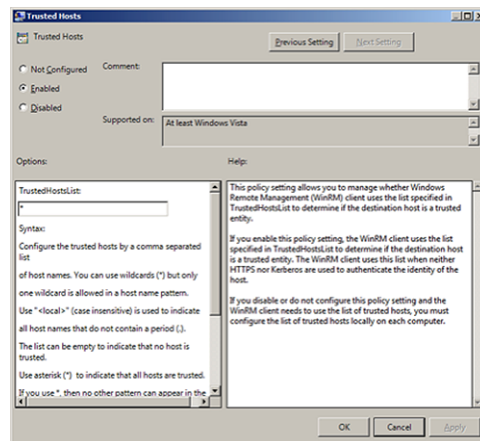 Trusted Hosts
Trusted Hosts
Previous Setting
Next Setting
Not Configured
Comment:
Enabled
Disabled
Supported on:
At least Windows Vista
Options:
Help:
TrustedHostsList:
*
Syntax:
Configure the trusted hosts by a comma separated
list
of host names. You can use wildcards (*) but only
one wildcard is allowed in a host name pattern.
Use "<local>" (case insensitive) is used to indicate
all host names that do not contain a period (.).
The list can be empty to indicate that no host is
trusted.
Use asterisk (*) to indicate that all hosts are trusted.
If you use *, then no other pattern can appear in the
This policy setting allows you to manage whether Windows
Remote Management (WinRM) client uses the list specified in
TrustedHostsList to determine if the destination host is a trusted
entity.
If you enable this policy setting, the WinRM client uses the list
specified in TrustedHostsList to determine if the destination host
is a trusted entity. The WinRM client uses this list when neither
HTTPS nor Kerberos are used to authenticate the identity of the
host.
If you disable or do not configure this policy setting and the
WinRM client needs to use the list of trusted hosts, you must
configure the list of trusted hosts locally on each computer.
OK
Cancel
Apply